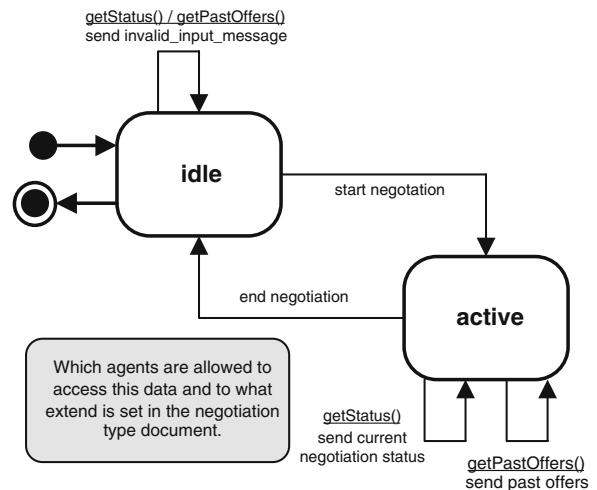 getStatus() / getPastOffers()
send invalid_input_message
idle
start negotation
end negotiation
active
Which agents are allowed to
access this data and to what
extend is set in the negotiation
type document.
getStatus()
send current
negotiation status
getPastOffers()
send past offers